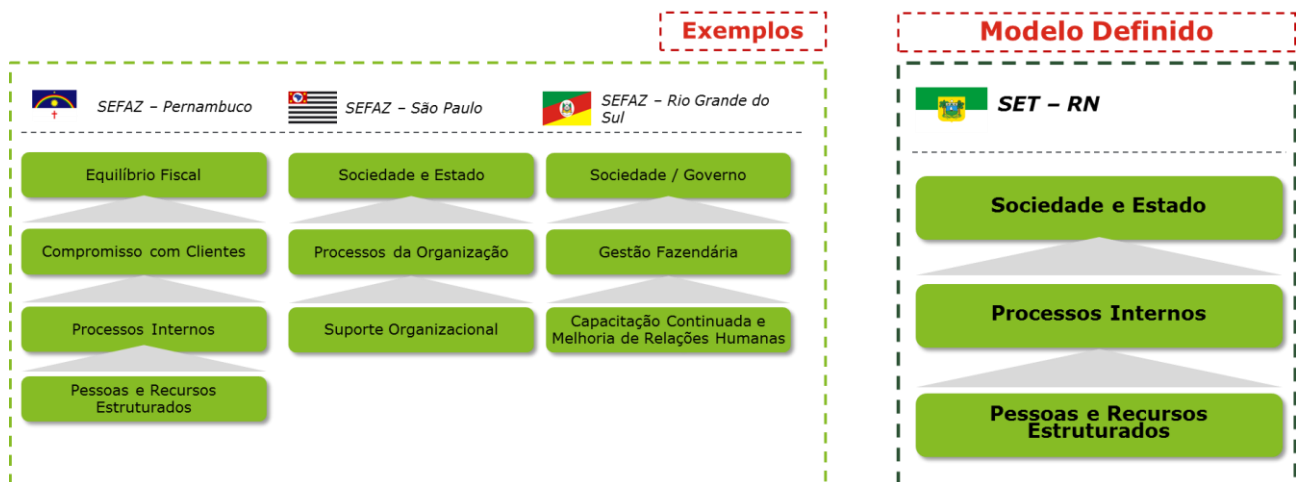 Exemplos
SEFAZ – Pernambuco
Equilíbrio Fiscal
Compromisso com Clientes
Processos Internos
Pessoas e Recursos
Estruturados
SEFAZ – São Paulo
Sociedade e Estado
Processos da Organização
Suporte Organizacional
SEFAZ – Rio Grande do
Sul
Sociedade / Governo
Gestão Fazendária
Capacitação Continuada e
Melhoria de Relações Humanas
Modelo Definido
SET – RN
Sociedade e Estado
Processos Internos
Pessoas e Recursos
Estruturados